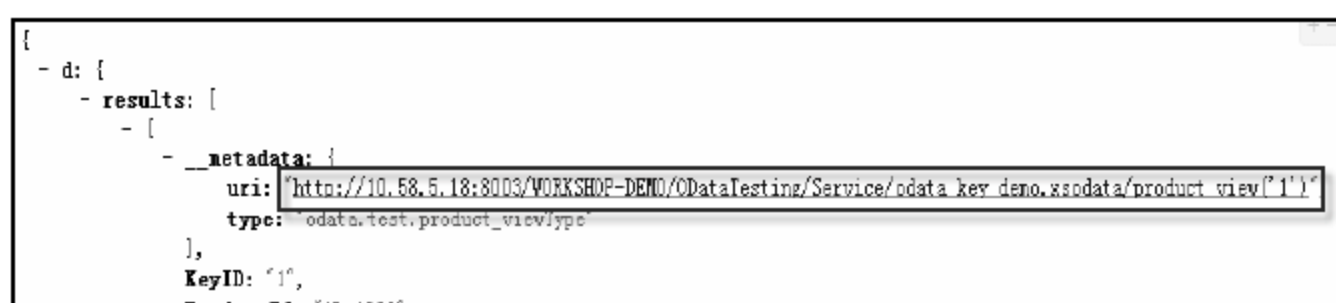 {
- d: {
- results: [
- [
- __metadata: {
uri: "http://10.58.5.18:8003/WORKSHOP-DEMO/ODataTesting/Service/odata_key_demo.xsodata/product_view('1')"
type: "odata.test.product_viewType"
],
KeyID: "1",